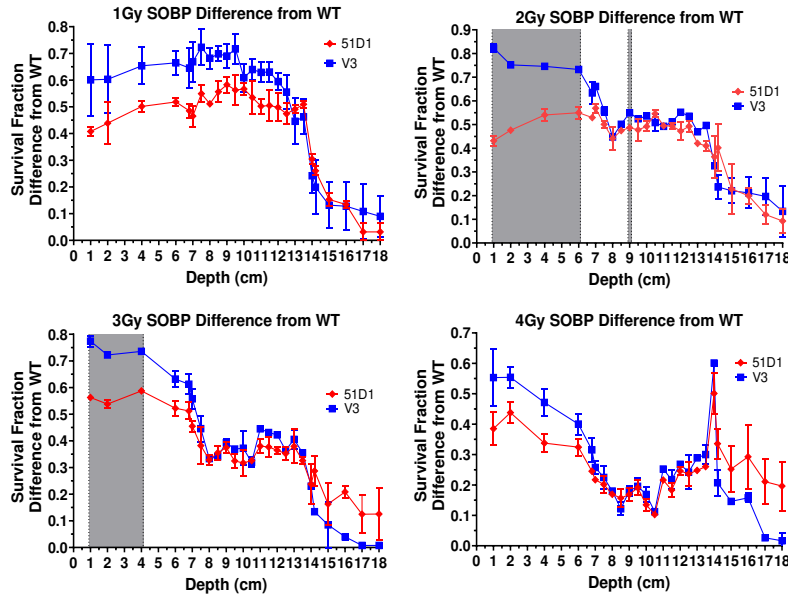 1Gy SOBP Difference from WT
Survival Fraction
Difference from WT
0.8
0.7
0.6
0.5
0.4
0.3
0.2
0.1
0.0
51D1
V3
0 1 2 3 4 5 6 7 8 9 10 11 12 13 14 15 16 17 18
Depth (cm)
2Gy SOBP Difference from WT
Survival Fraction
Difference from WT
0.9
0.8
0.7
0.6
0.5
0.4
0.3
0.2
0.1
0.0
51D1
V3
0 1 2 3 4 5 6 7 8 9 10 11 12 13 14 15 16 17 18
Depth (cm)
3Gy SOBP Difference from WT
Survival Fraction
Difference from WT
0.8
0.7
0.6
0.5
0.4
0.3
0.2
0.1
0.0
51D1
V3
0 1 2 3 4 5 6 7 8 9 10 11 12 13 14 15 16 17 18
Depth (cm)
4Gy SOBP Difference from WT
Survival Fraction
Difference from WT
0.7
0.6
0.5
0.4
0.3
0.2
0.1
0.0
51D1
V3
0 1 2 3 4 5 6 7 8 9 10 11 12 13 14 15 16 17 18
Depth (cm)